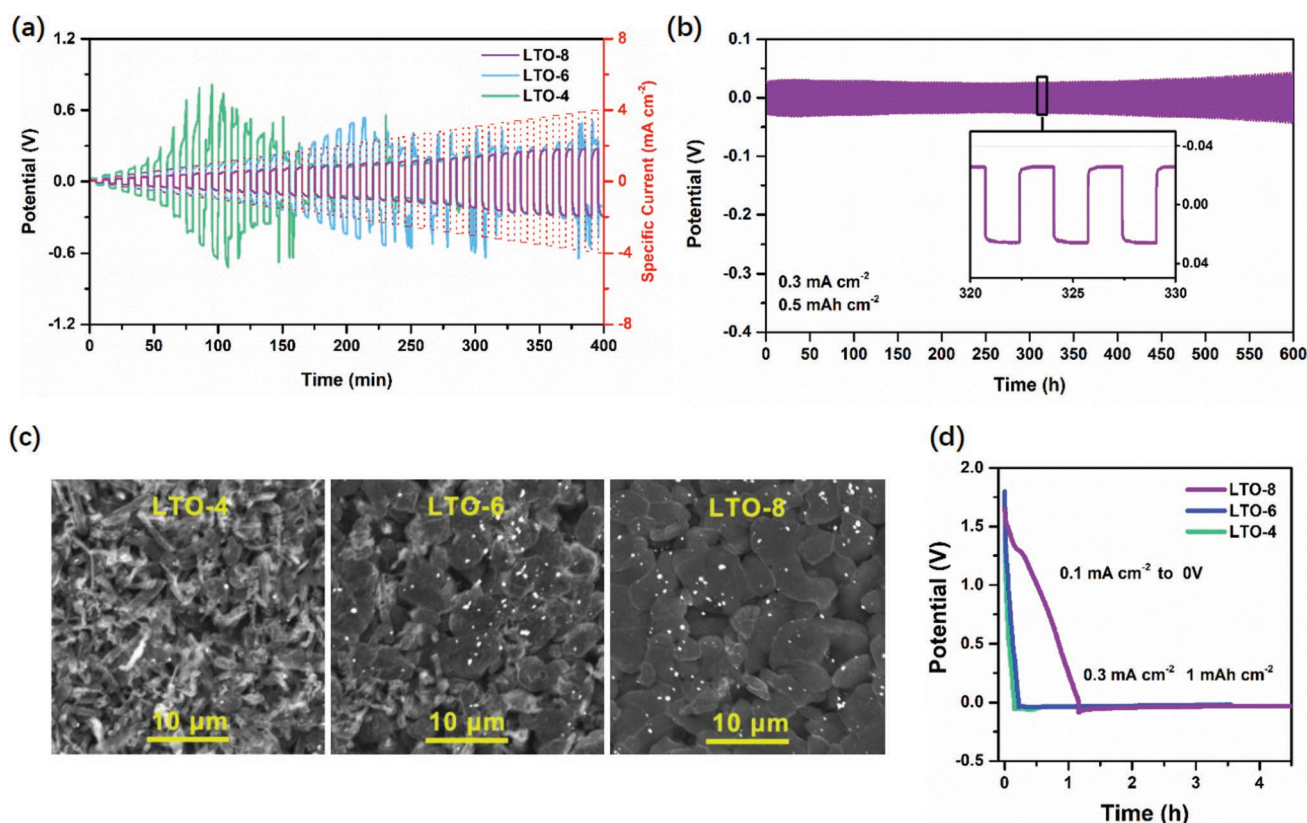 (a)
1.2
0.6
0.0
-0.6
-1.2
Potential (V)
LTO-8
LTO-6
LTO-4
8
4
0
-4
-8
Specific Current (mA cm⁻²)
0 50 100 150 200 250 300 350 400
Time (min)
(b)
0.1
0.0
-0.1
-0.2
-0.3
-0.4
Potential (V)
0.3 mA cm⁻²
0.5 mAh cm⁻²
-0.04
0.00
0.04
320 325 330
0 50 100 150 200 250 300 350 400 450 500 550 600
Time (h)
(c)
LTO-4
10 μm
LTO-6
10 μm
LTO-8
10 μm
(d)
2.0
1.5
1.0
0.5
0.0
-0.5
Potential (V)
LTO-8
LTO-6
LTO-4
0.1 mA cm⁻² to 0V
0.3 mA cm⁻² 1 mAh cm⁻²
0 1 2 3 4
Time (h)